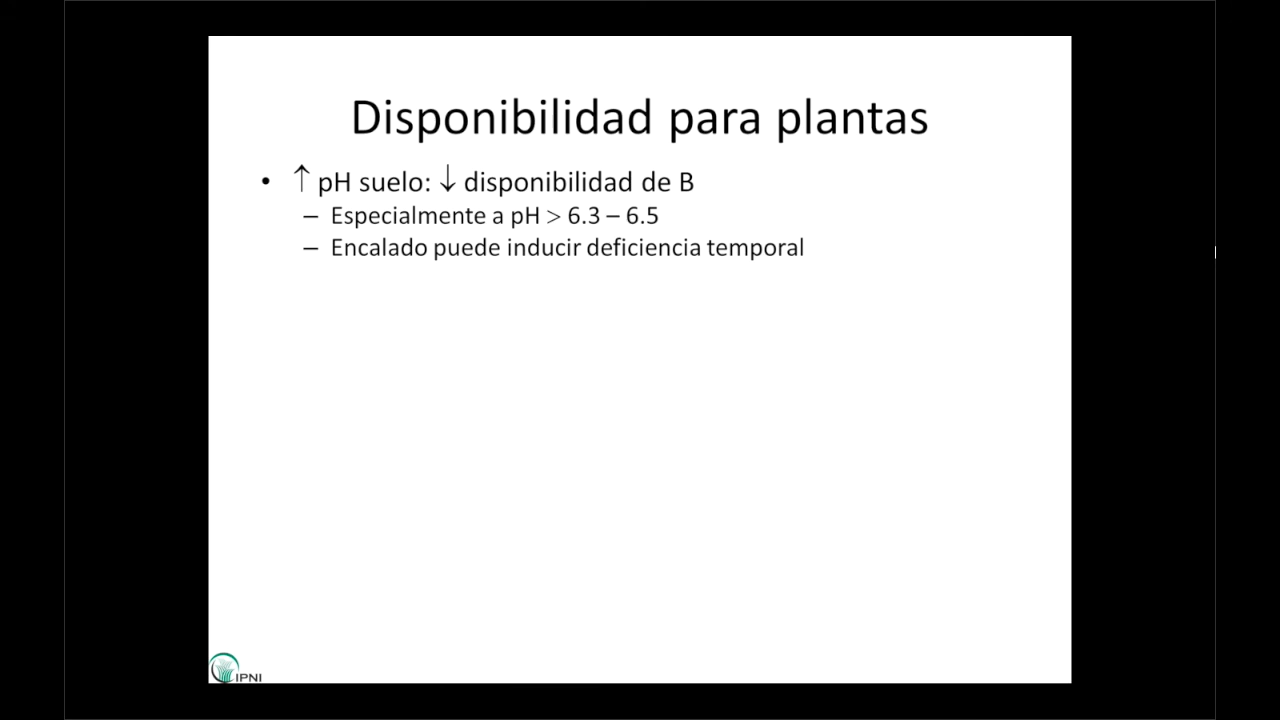 Disponibilidad para plantas
• ↑ pH suelo: ↓ disponibilidad de B
– Especialmente a pH > 6.3 – 6.5
– Encalado puede inducir deficiencia temporal
IPNI